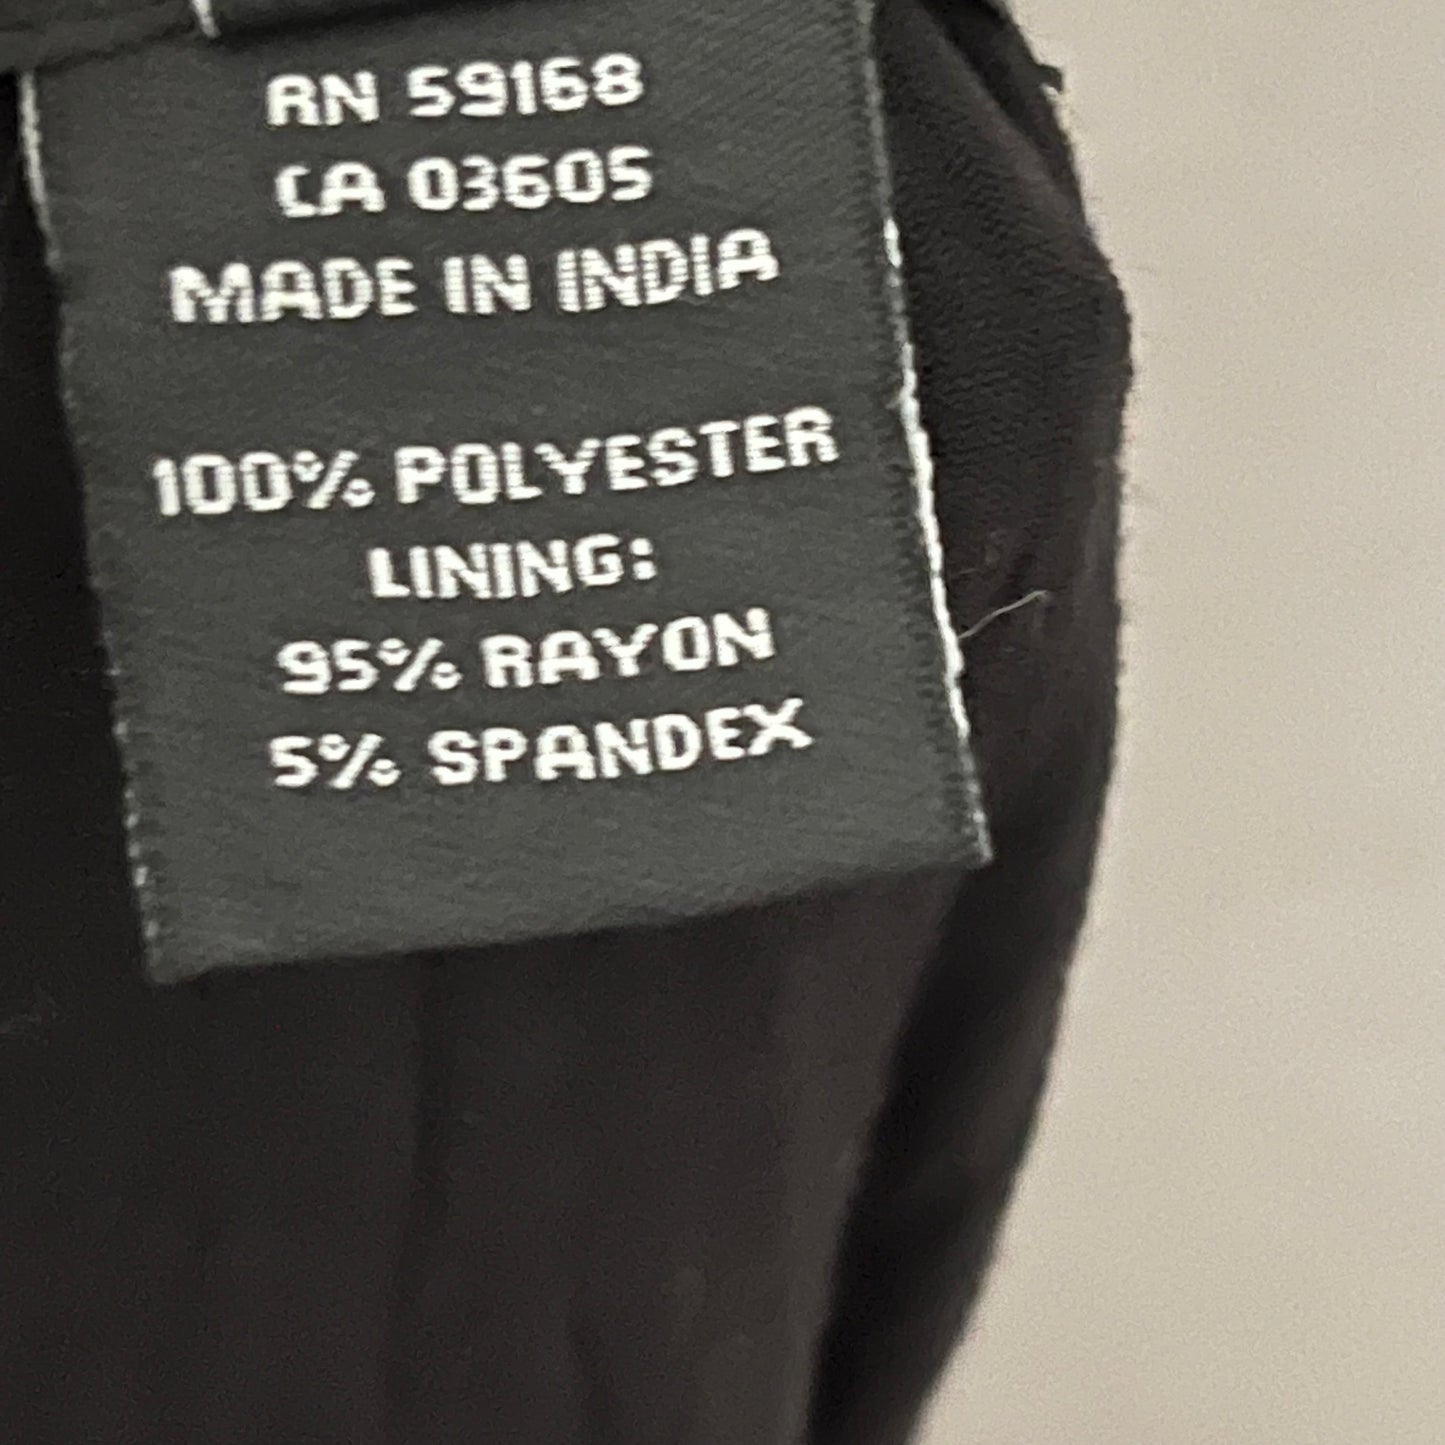 RN 59168
CA 03605
MADE IN INDIA
100% POLYESTER
LINING:
95% RAYON
5% SPANDEX